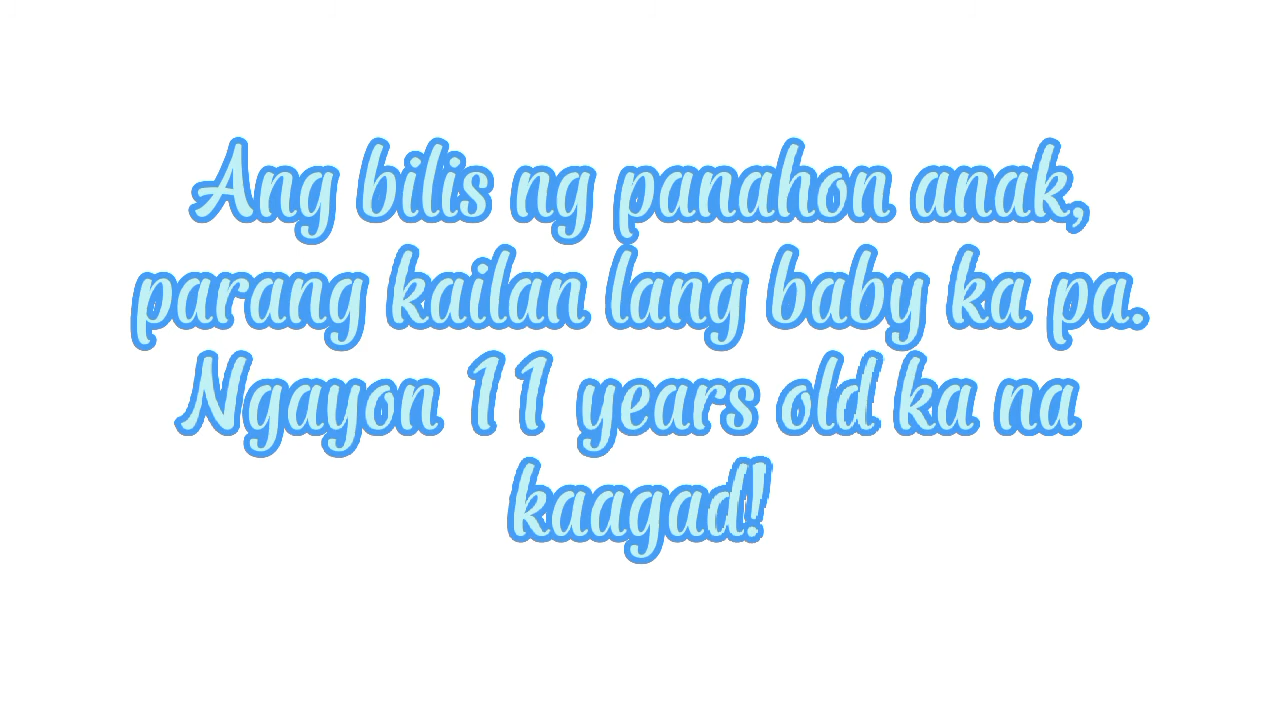 Ang bilis ng panahon anak,
parang kailan lang baby ka pa.
Ngayon 11 years old ka na
kaagad!